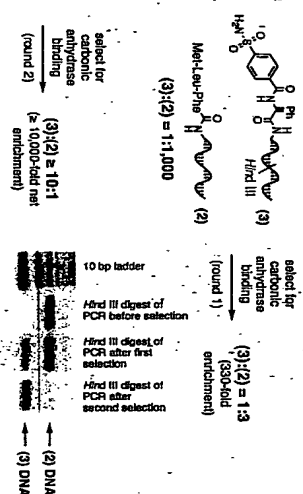 H₂N
O
S
O
O
N
H
Ph
O
N
H
Hind III
(3)
Met-Leu-Phe
O
N
H
(2)
(3):(2) = 1:1,000
select for
carbonic
anhydrase
binding
(round 1)
(3):(2) = 1:3
(330-fold
enrichment)
select for
carbonic
anhydrase
binding
(round 2)
(3):(2) ≥ 10:1
(≥ 10,000-fold net
enrichment)
10 bp ladder
Hind III digest of
PCR before selection
Hind III digest of
PCR after first
selection
Hind III digest of
PCR after second
selection
(2) DNA
(3) DNA